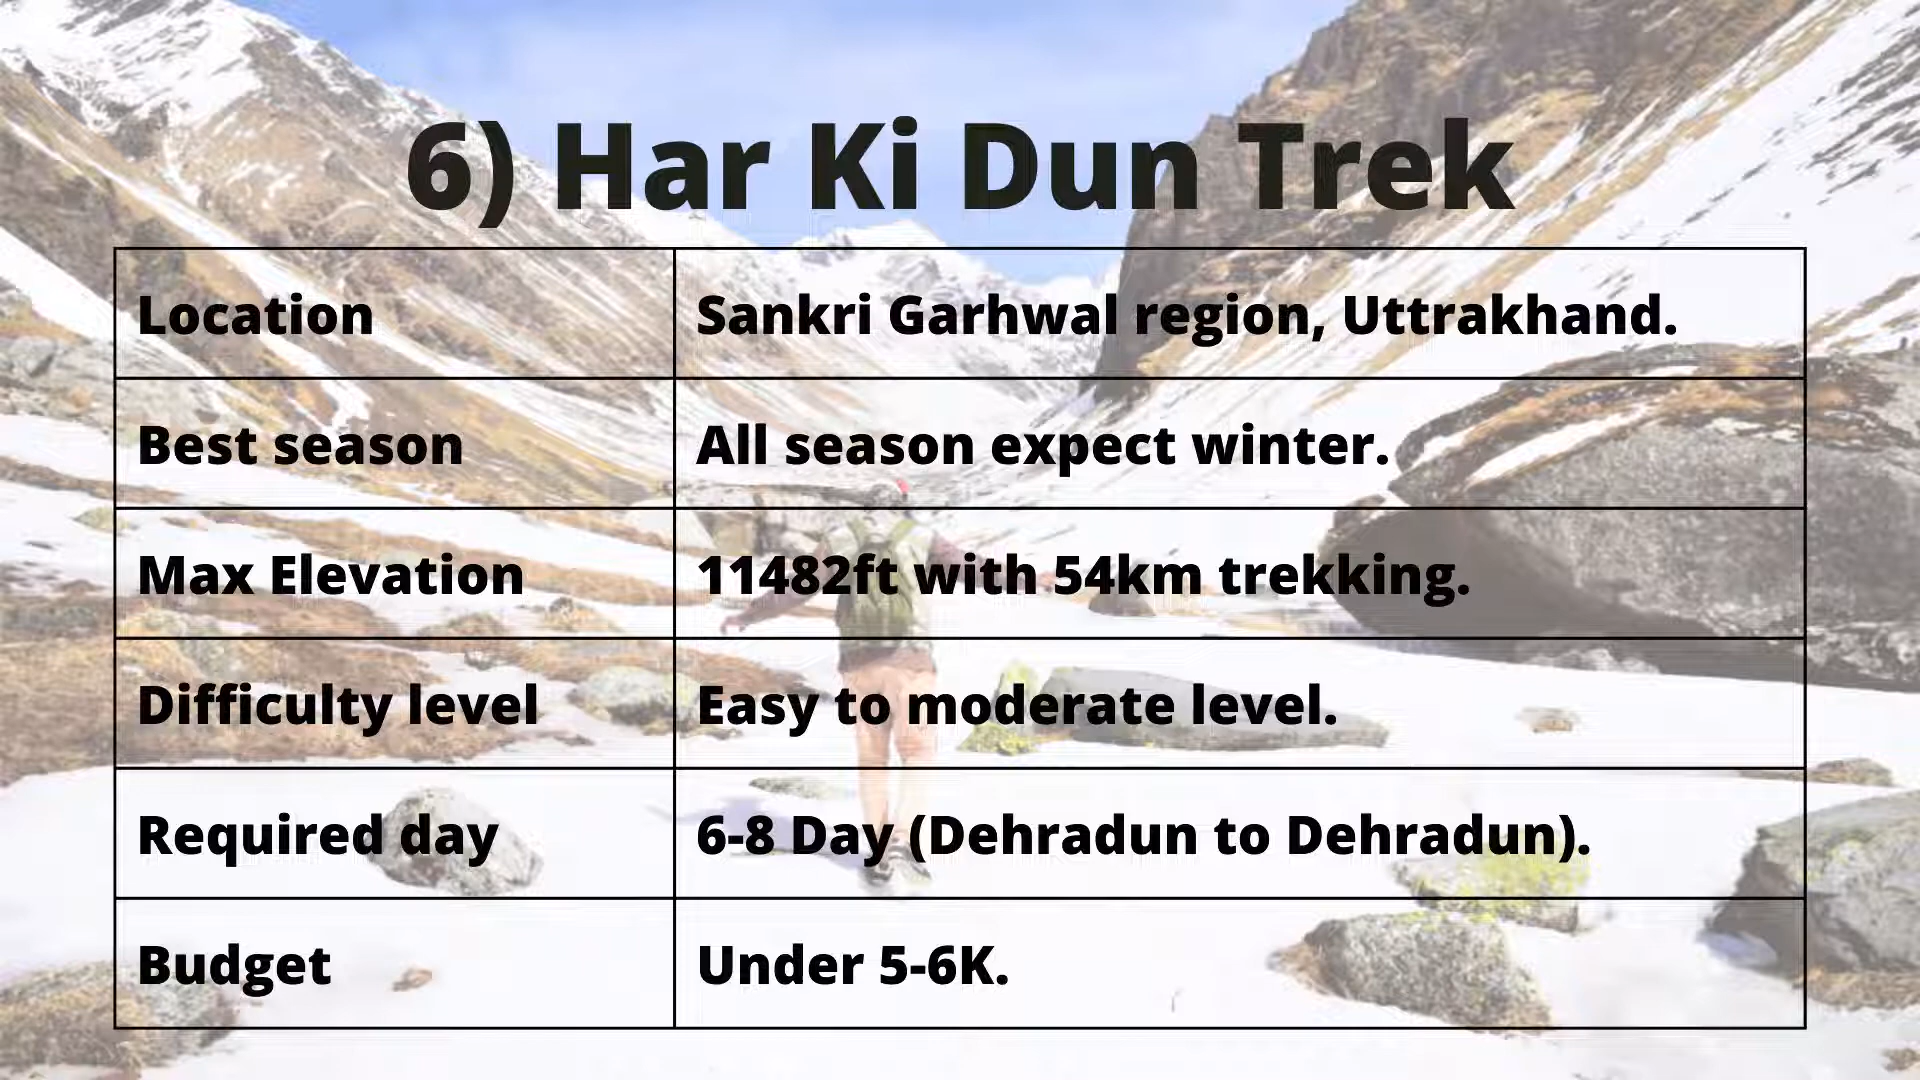 6) Har Ki Dun Trek
Location
Sankri Garhwal region, Uttrakhand.
Best season
All season expect winter.
Max Elevation
11482ft with 54km trekking.
Difficulty level
Easy to moderate level.
Required day
6-8 Day (Dehradun to Dehradun).
Budget
Under 5-6K.